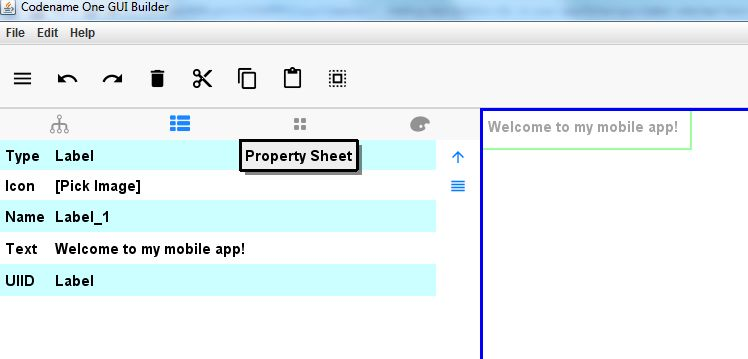 Codename One GUI Builder
File Edit Help
Property Sheet
Type Label
Icon [Pick Image]
Name Label_1
Text Welcome to my mobile app!
UIID Label
Welcome to my mobile app!